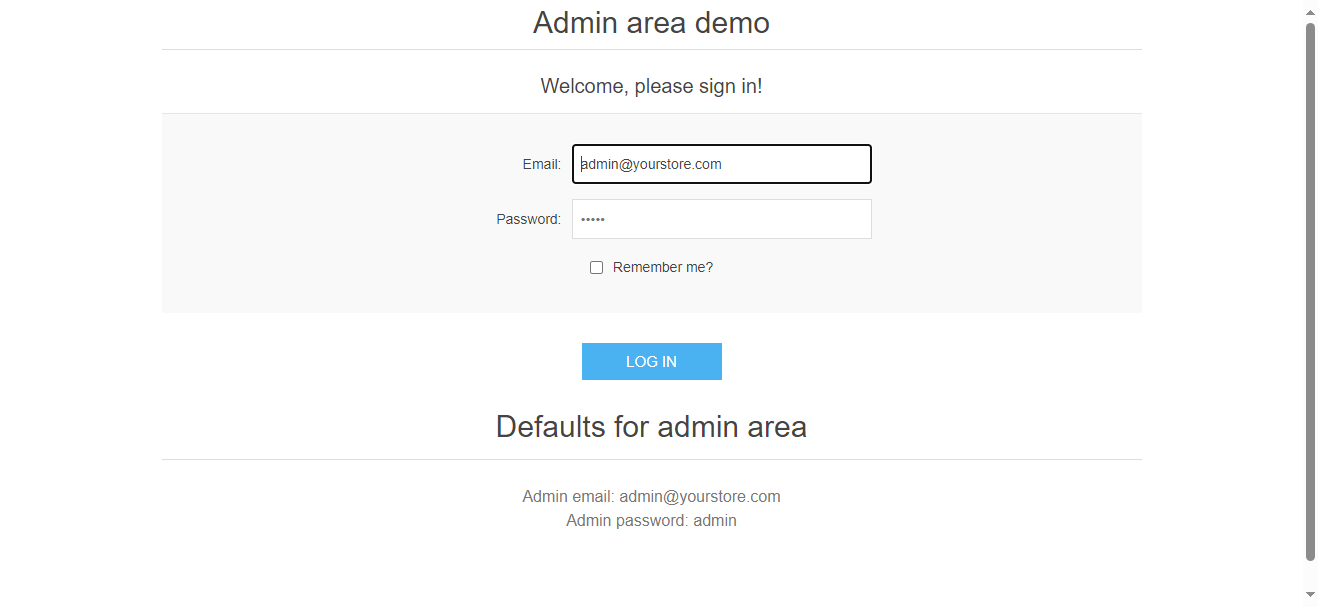 Admin area demo
Welcome, please sign in!
Email: admin@yourstore.com
Password: •••••
Remember me?
LOG IN
Defaults for admin area
Admin email: admin@yourstore.com
Admin password: admin